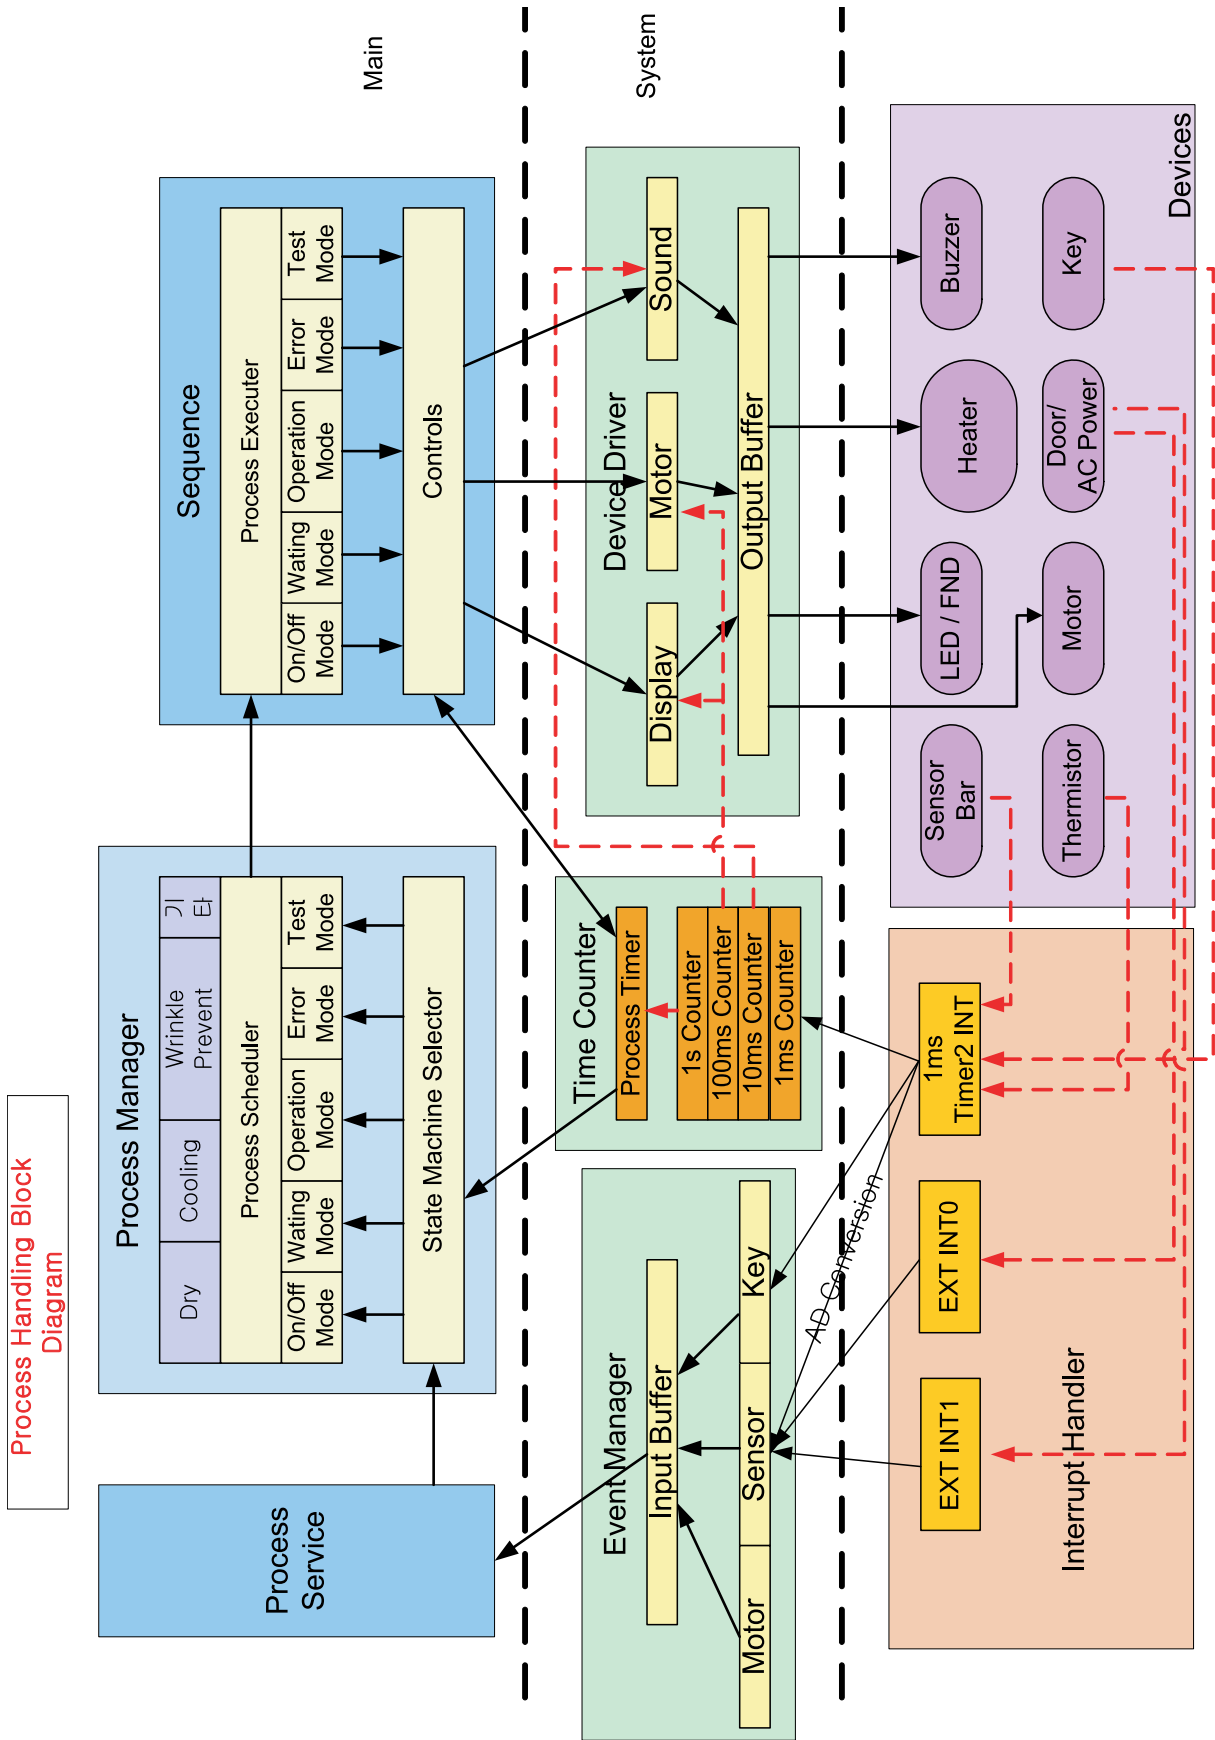 Process Handling Block
Diagram
Main
System
Process
Service
Process Manager
Dry
Cooling
Wrinkle
Prevent
기
타
Process Scheduler
On/Off
Mode
Wating
Mode
Operation
Mode
Error
Mode
Test
Mode
State Machine Selector
Sequence
Process Executer
On/Off
Mode
Wating
Mode
Operation
Mode
Error
Mode
Test
Mode
Controls
Event Manager
Input Buffer
Motor
Sensor
Key
Time Counter
Process Timer
1s Counter
100ms Counter
10ms Counter
1ms Counter
Device Driver
Display
Motor
Sound
Output Buffer
AD Conversion
Interrupt Handler
EXT INT1
EXT INT0
1ms
Timer2 INT
Devices
Sensor
Bar
LED / FND
Heater
Buzzer
Thermistor
Motor
Door/
AC Power
Key